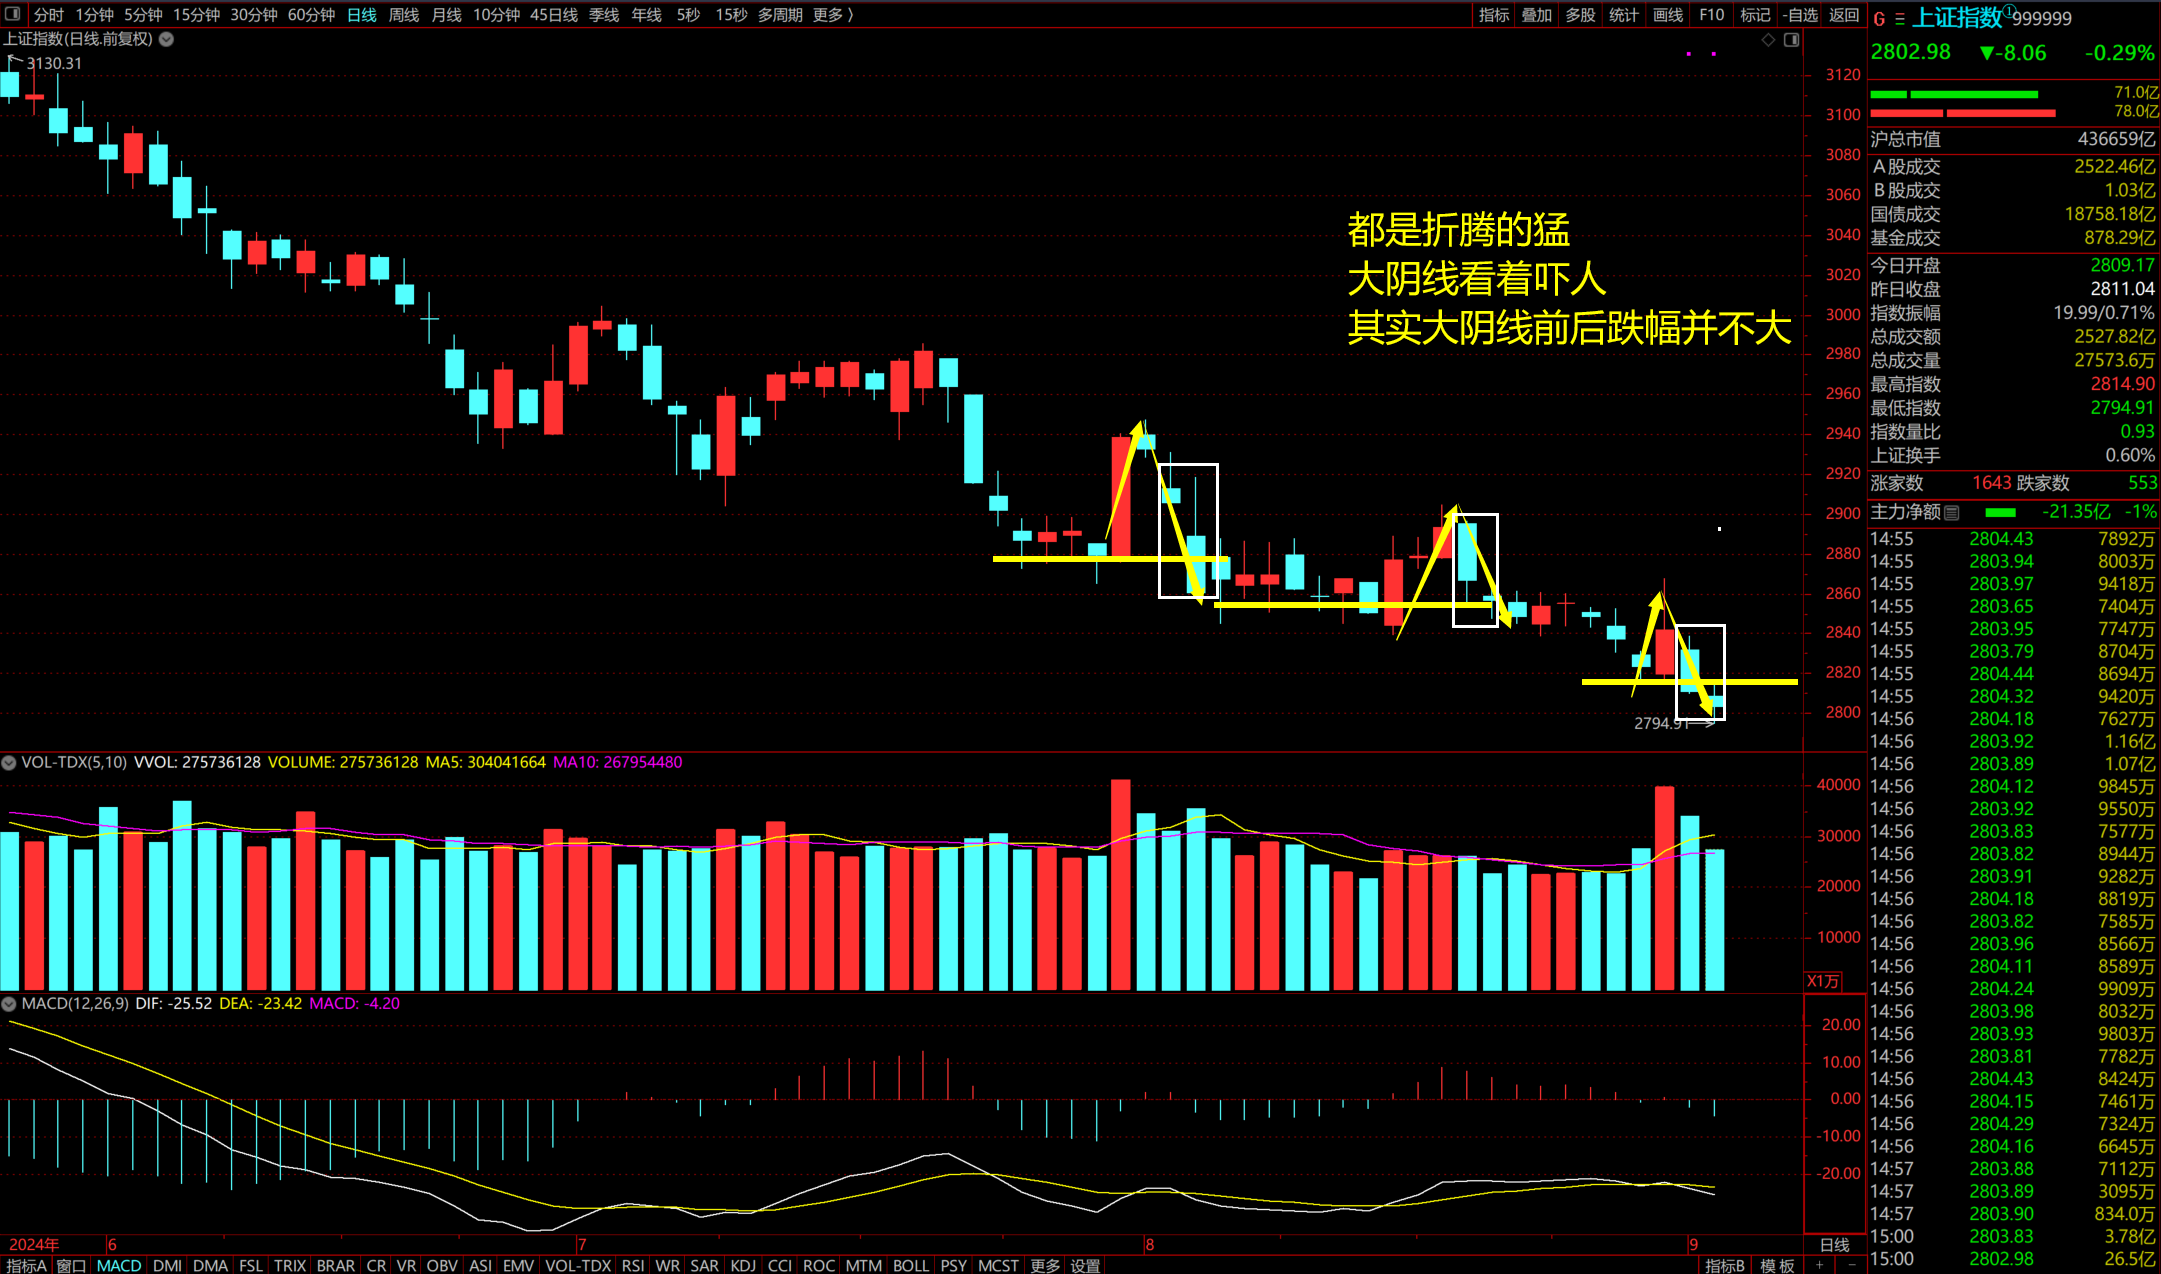 分时 1分钟 5分钟 15分钟 30分钟 60分钟 日线 周线 月线 10分钟 45日线 季线 年线 5秒 15秒 多周期 更多 〉
指标 叠加 多股 统计 画线 F10 标记 -自选 返回
G 上证指数① 999999
上证指数(日线.前复权)
2802.98 ▼-8.06 -0.29%
3130.31
71.0亿
78.0亿
沪总市值 436659亿
A股成交 2522.46亿
B股成交 1.03亿
国债成交 18758.18亿
基金成交 878.29亿
今日开盘 2809.17
昨日收盘 2811.04
指数振幅 19.99/0.71%
总成交额 2527.82亿
总成交量 27573.6万
最高指数 2814.90
最低指数 2794.91
指数量比 0.93
上证换手 0.60%
涨家数 1643 跌家数 553
主力净额 -21.35亿 -1%
都是折腾的猛
大阴线看着吓人
其实大阴线前后跌幅并不大
3120
3100
3080
3060
3040
3020
3000
2980
2960
2940
2920
2900
2880
2860
2840
2820
2800
2794.91
14:55 2804.43 7892万
14:55 2803.94 8003万
14:55 2803.97 9418万
14:55 2803.65 7404万
14:55 2803.95 7747万
14:55 2803.79 8704万
14:55 2804.44 8694万
14:55 2804.32 9420万
14:56 2804.18 7627万
14:56 2803.92 1.16亿
14:56 2803.89 1.07亿
14:56 2804.12 9845万
14:56 2803.92 9550万
14:56 2803.83 7577万
14:56 2803.82 8944万
14:56 2803.91 9282万
14:56 2804.18 8819万
14:56 2803.82 7585万
14:56 2803.96 8566万
14:56 2804.11 8589万
14:56 2804.24 9909万
14:56 2803.98 8032万
14:56 2803.93 9803万
14:56 2803.81 7782万
14:56 2804.43 8424万
14:56 2804.15 7461万
14:56 2804.29 7324万
14:56 2804.16 6645万
14:57 2803.88 7112万
14:57 2803.89 3095万
14:57 2803.90 834.0万
15:00 2803.83 3.78亿
15:00 2802.98 26.5亿
VOL-TDX(5,10) VVOL: 275736128 VOLUME: 275736128 MA5: 304041664 MA10: 267954480
40000
30000
20000
10000
X1万
MACD(12,26,9) DIF: -25.52 DEA: -23.42 MACD: -4.20
20.00
10.00
0.00
-10.00
-20.00
2024年 6 7 8 9 日线
指标A 窗口 MACD DMI DMA FSL TRIX BRAR CR VR OBV ASI EMV VOL-TDX RSI WR SAR KDJ CCI ROC MTM BOLL PSY MCST 更多 设置
指标B 模板 + −